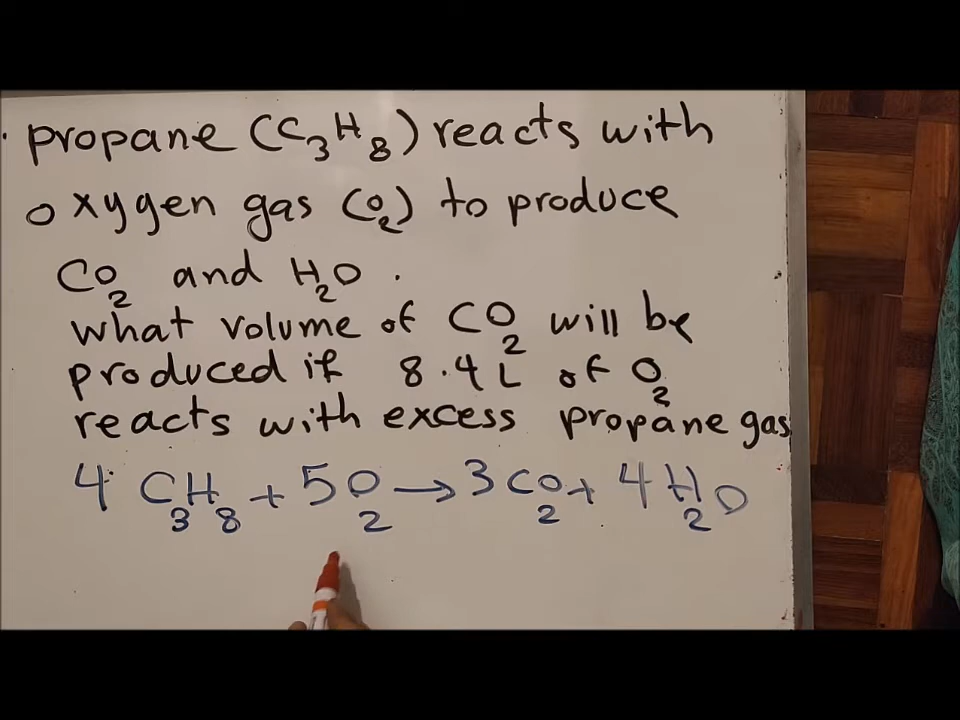 . propane (C3H8) reacts with
oxygen gas (O2) to produce
CO2 and H2O .
what volume of CO2 will be
produced if 8.4 L of O2
reacts with excess propane gas
4 C3H8 + 5O2 → 3CO2 + 4H2O